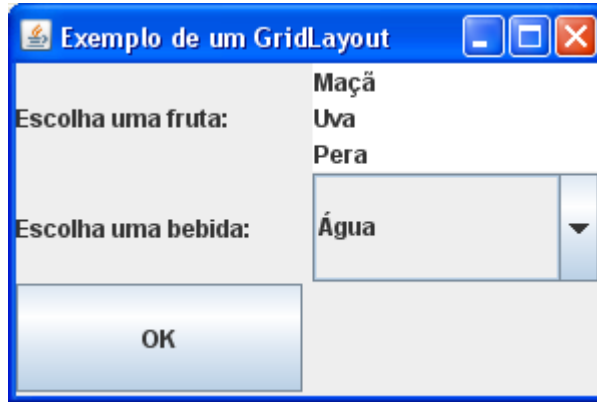 Exemplo de um GridLayout
Escolha uma fruta:
Maçã
Uva
Pera
Escolha uma bebida:
Água
OK